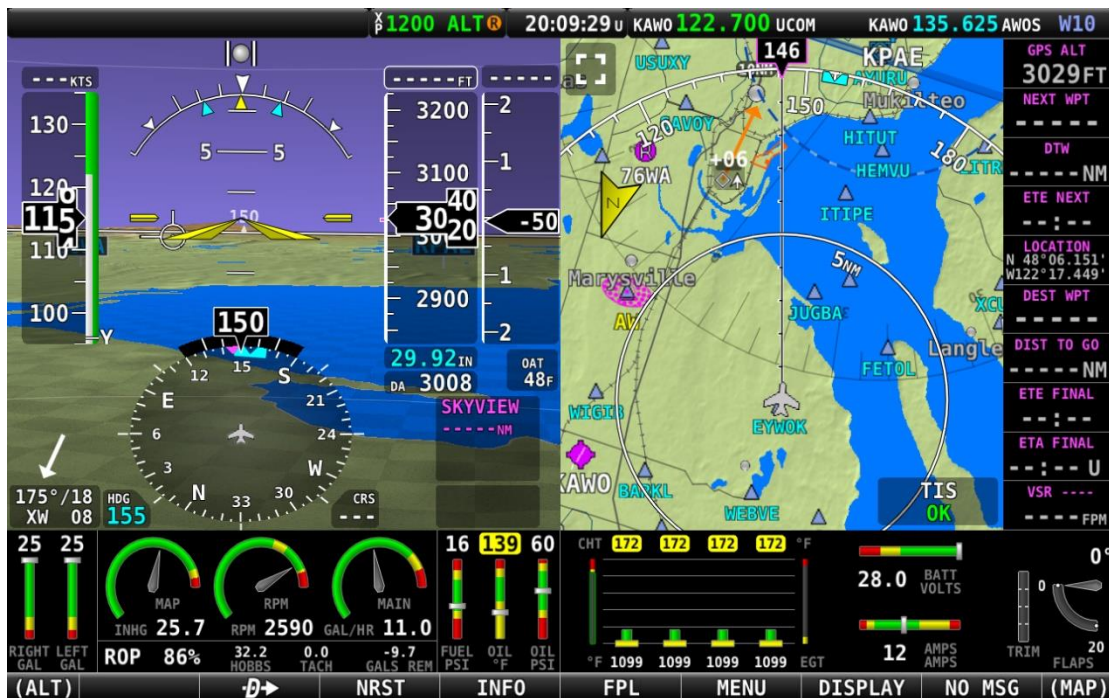 XP 1200 ALT R 20:09:29 U KAWO 122.700 UCOM KAWO 135.625 AWOS W10
---KTS
130
120
115
110
100
Y
5 5
150
-----FT -----
3200
3100
3040
20
2900
2
1
-50
1
2
150
29.92IN
DA 3008
OAT
48F
SKYVIEW
-----NM
12 15 S 21 24 W 30 33 N 3 6 E
175°/18
XW 08
HDG
155
CRS
---
146
USUXY
10NM
KPAE
AYURU
150
Mukilteo
120
SAVOY
HITUT
180
+06
76WA
HEMVU
N
ITIPE
5NM
Marysville
JUGBA
AW
FETOL
Langle
WIGIB
EYWOK
KAWO
BARKL
WEBVE
TIS
OK
GPS ALT
3029FT
NEXT WPT
-----
DTW
-----NM
ETE NEXT
--:--
LOCATION
N 48°06.151'
W122°17.449'
DEST WPT
-----
DIST TO GO
-----NM
ETE FINAL
--:--
ETA FINAL
--:-- U
VSR ----
----FPM
25 25
RIGHT GAL
LEFT GAL
MAP
INHG 25.7
RPM
RPM 2590
MAIN
GAL/HR 11.0
ROP 86%
32.2
HOBBS
0.0
TACH
-9.7
GALS REM
16 139 60
FUEL PSI
OIL °F
OIL PSI
CHT 172 172 172 172 °F
°F 1099 1099 1099 1099 EGT
28.0 BATT VOLTS
12 AMPS AMPS
TRIM
0°
0
20
FLAPS
(ALT) D NRST INFO FPL MENU DISPLAY NO MSG (MAP)